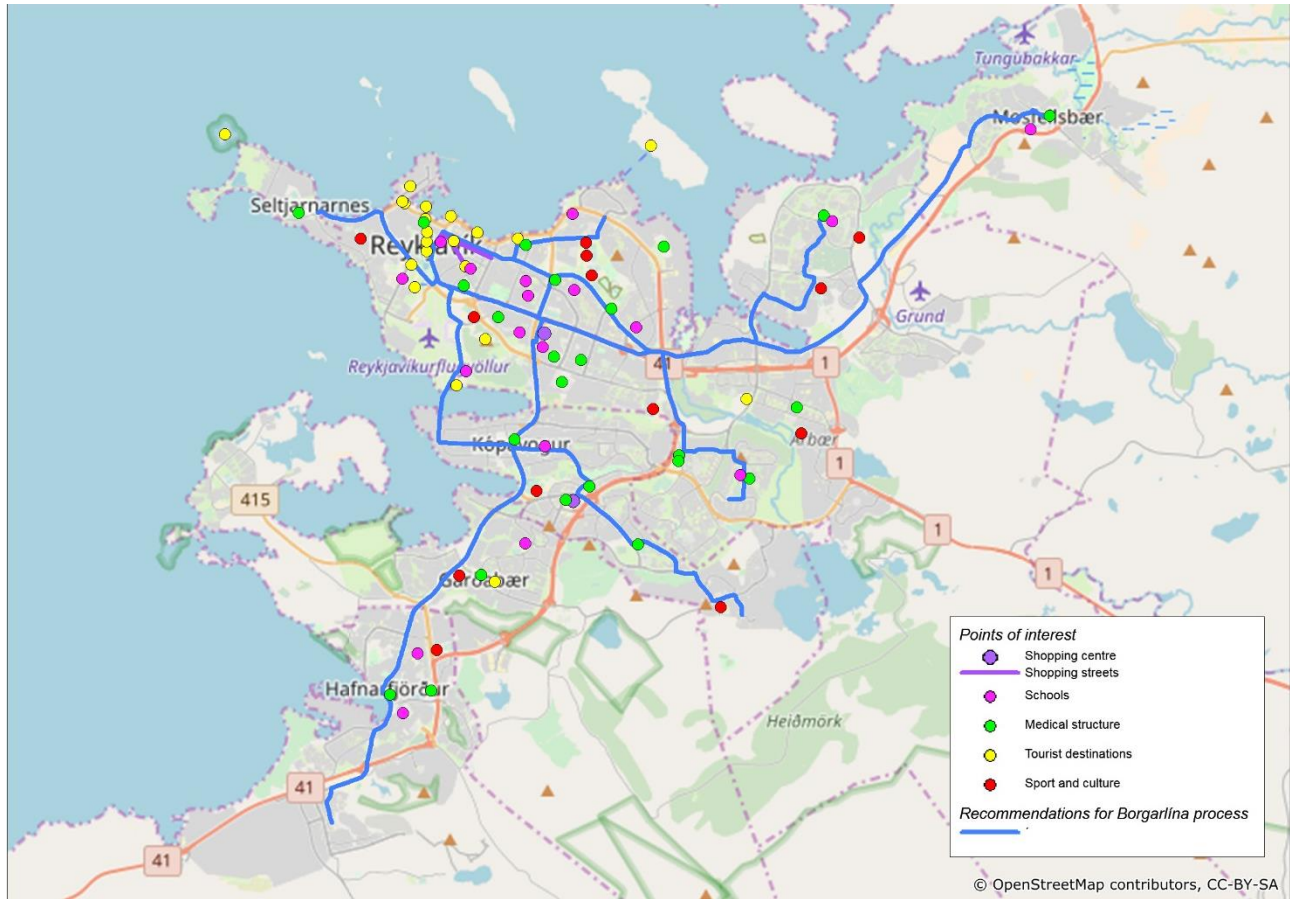 Tungubakkar
Mosfellsbær
Seltjarnarnes
Reykjavík
Grund
41
1
Kópavogur
Árbær
1
415
1
1
Garðabær
Hafnarfjörður
Heiðmörk
41
41
Points of interest
Shopping centre
Shopping streets
Schools
Medical structure
Tourist destinations
Sport and culture
Recommendations for Borgarlína process
© OpenStreetMap contributors, CC-BY-SA